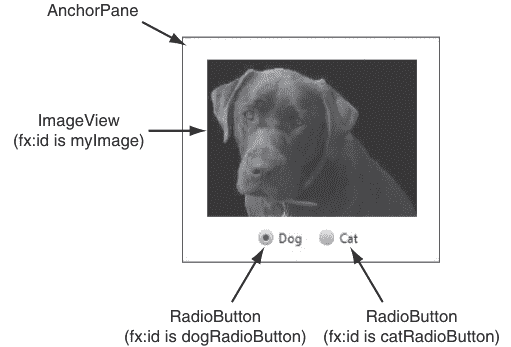 AnchorPane
ImageView
(fx:id is myImage)
Dog
Cat
RadioButton
(fx:id is dogRadioButton)
RadioButton
(fx:id is catRadioButton)